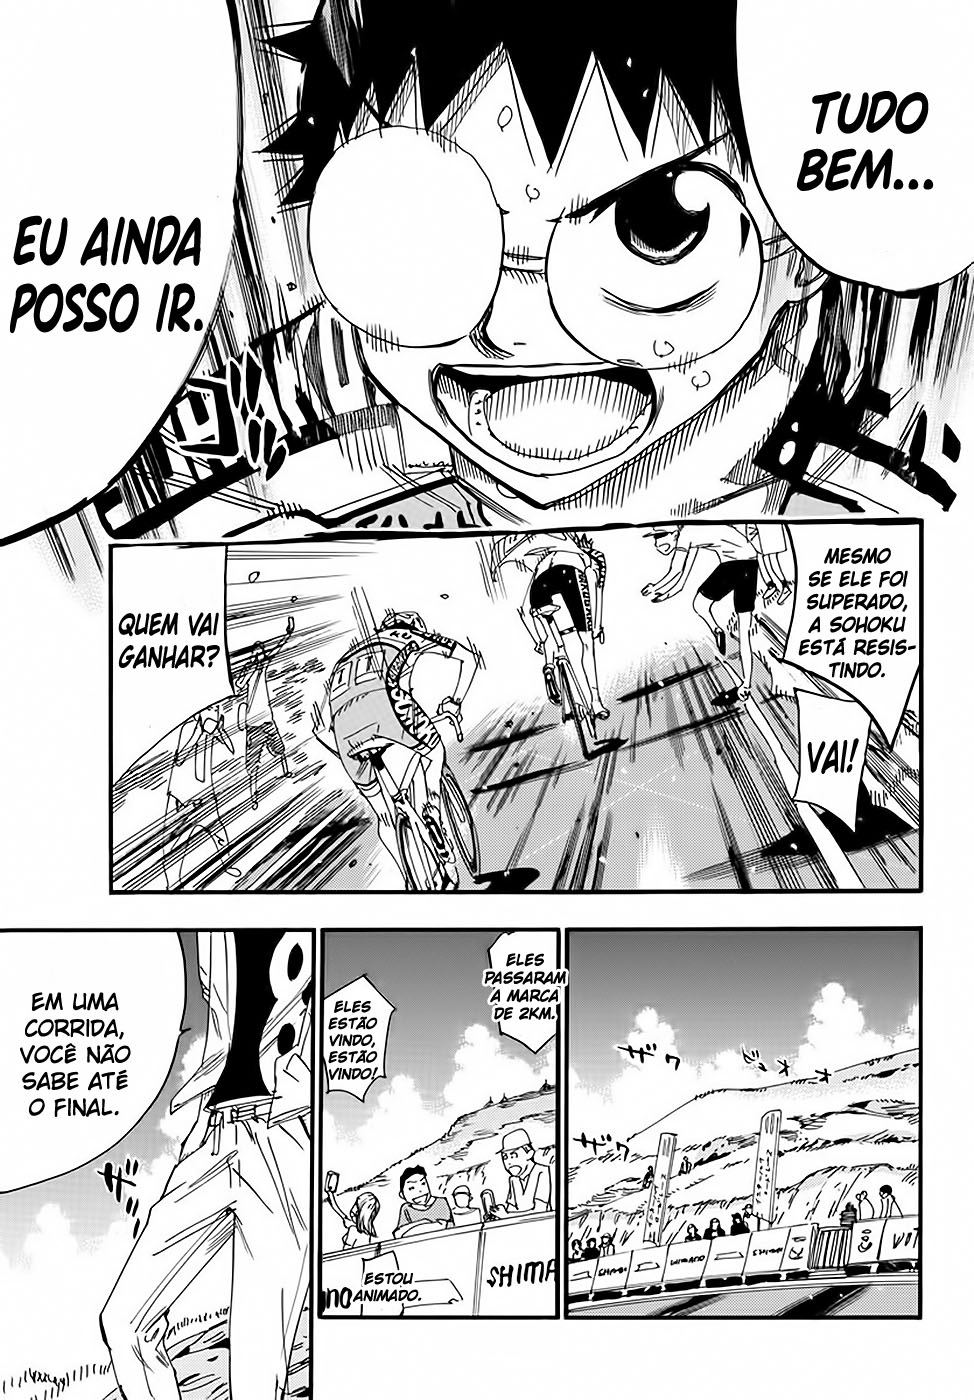 TUDO
BEM...
EU AINDA
POSSO IR.
MESMO
SE ELE FOI
SUPERADO,
A SOHOKU
ESTÁ RESIS-
TINDO.
VAI!
QUEM VAI
GANHAR?
ELES
PASSARAM
A MARCA
DE 2KM.
ELES
ESTÃO
VINDO,
ESTÃO
VINDO!
SHIMA
NO
ESTOU
ANIMADO.
EM UMA
CORRIDA,
VOCÊ NÃO
SABE ATÉ
O FINAL.